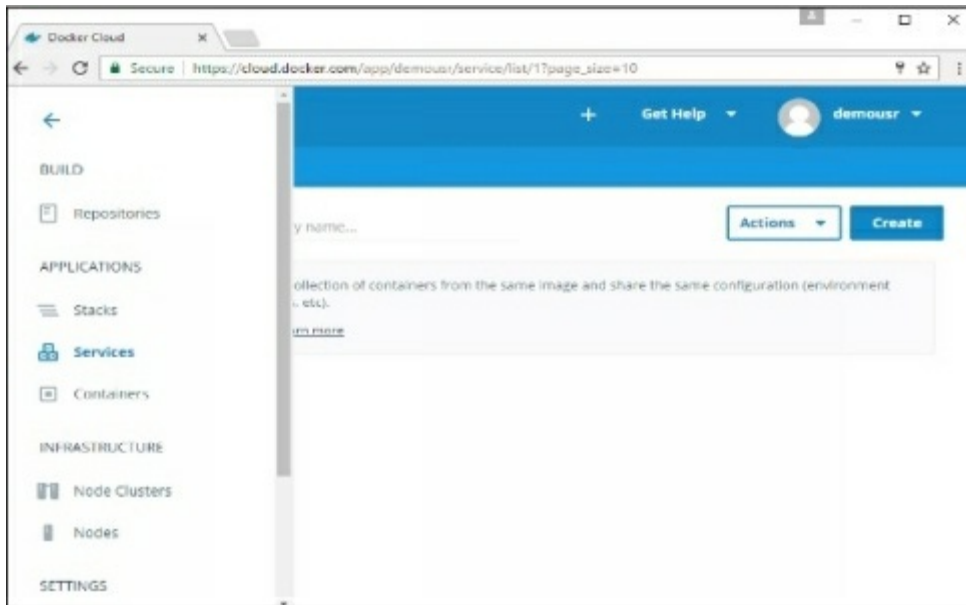 Docker Cloud
Secure https://cloud.docker.com/app/demousr/service/list/1?page_size=10
Get Help
demousr
BUILD
Repositories
y name...
Actions
Create
APPLICATIONS
ollection of containers from the same image and share the same configuration (environment
, etc).
Stacks
arn more
Services
Containers
INFRASTRUCTURE
Node Clusters
Nodes
SETTINGS